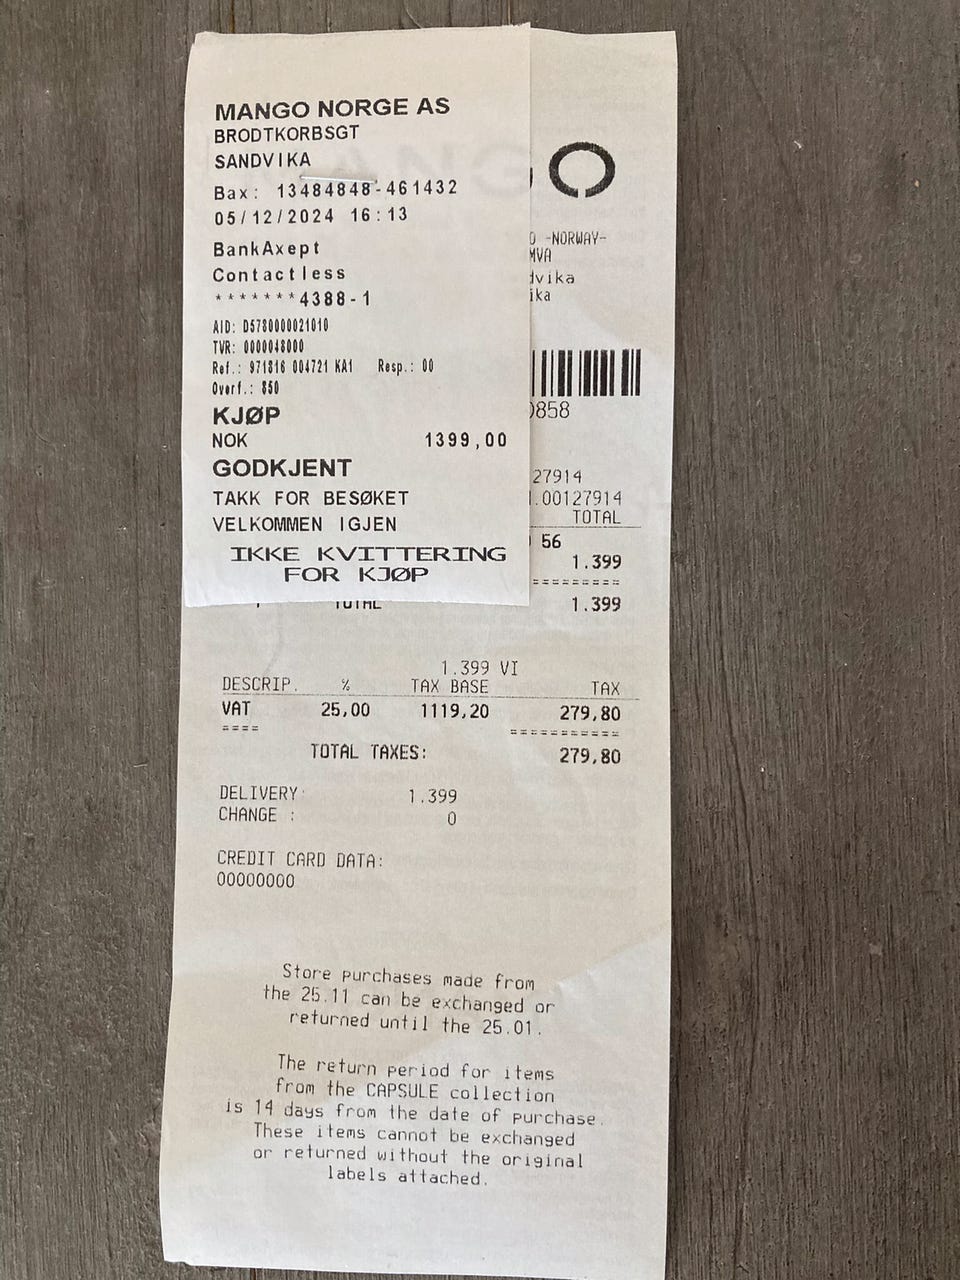 MANGO NORGE AS
BRODTKORBSGT
SANDVIKA
Bax: 13484848-461432
05/12/2024 16:13
BankAxept
Contactless
*******4388-1
AID: D5780000021010
TVR: 0000048000
Ref.: 971816 004721 KA1 Resp.: 00
Overf.: 850
KJØP
NOK 1399,00
GODKJENT
TAKK FOR BESØKET
VELKOMMEN IGJEN
IKKE KVITTERING
FOR KJØP
O
-NORWAY-
MVA
dvika
ika
0858
27914
.00127914
TOTAL
56
1.399
==========
TOTAL 1.399
1.399 VI
DESCRIP. % TAX BASE TAX
VAT 25,00 1119,20 279,80
==== ===========
TOTAL TAXES: 279,80
DELIVERY: 1.399
CHANGE : 0
CREDIT CARD DATA:
00000000
Store purchases made from
the 25.11 can be exchanged or
returned until the 25.01.
The return period for items
from the CAPSULE collection
is 14 days from the date of purchase.
These items cannot be exchanged
or returned without the original
labels attached.